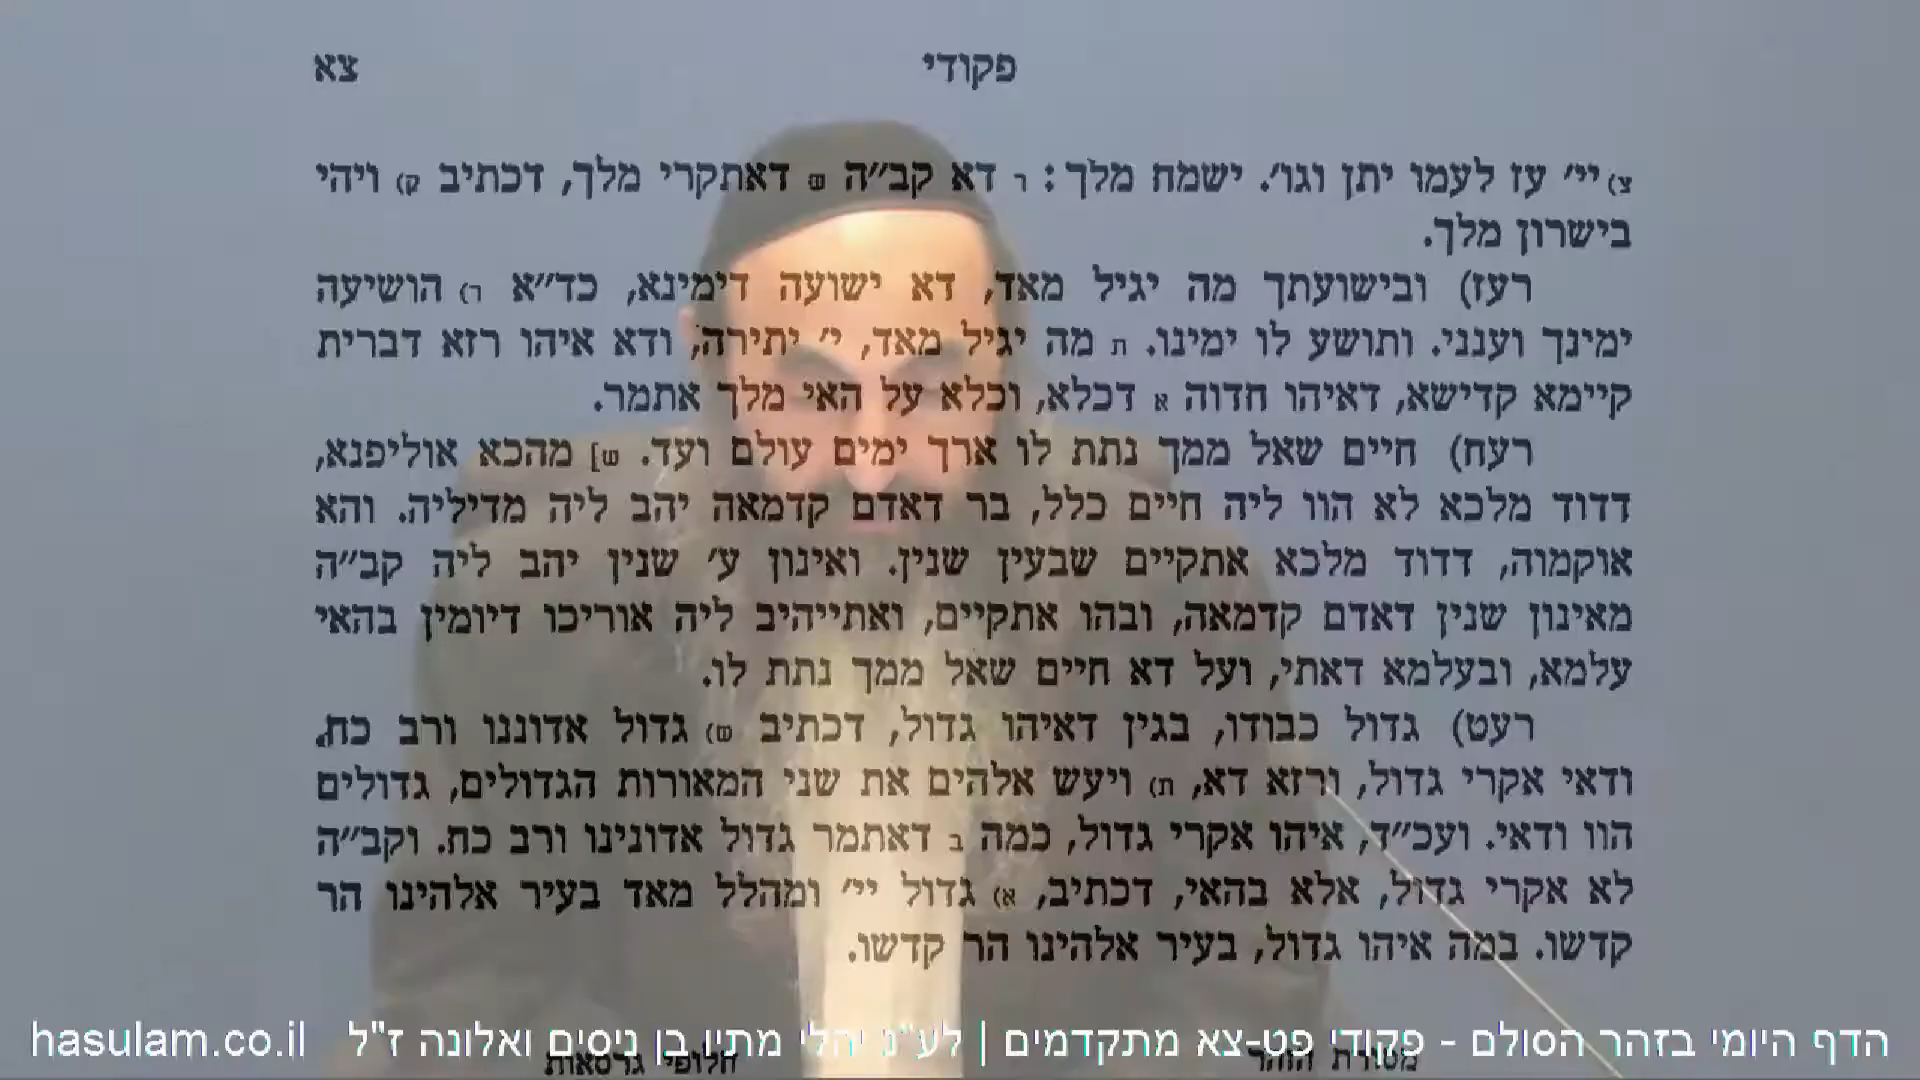 פקודי צא
צ) יי׳ עז לעמו יתן וגו׳. ישמח מלך: ר דא קב״ה ש דאתקרי מלך, דכתיב ק) ויהי
בישרון מלך.
רעז) ובישועתך מה יגיל מאד, דא ישועה דימינא, כד״א ר) הושיעה
ימינך וענני. ותושע לו ימינו. ת מה יגיל מאד, י׳ יתירה, ודא איהו רזא דברית
קיימא קדישא, דאיהו חדוה א דכלא, וכלא על האי מלך אתמר.
רעח) חיים שאל ממך נתת לו ארך ימים עולם ועד. ש] מהכא אוליפנא,
דדוד מלכא לא הוו ליה חיים כלל, בר דאדם קדמאה יהב ליה מדיליה. והא
אוקמוה, דדוד מלכא אתקיים שבעין שנין. ואינון ע׳ שנין יהב ליה קב״ה
מאינון שנין דאדם קדמאה, ובהו אתקיים, ואתייהיב ליה אוריכו דיומין בהאי
עלמא, ובעלמא דאתי, ועל דא חיים שאל ממך נתת לו.
רעט) גדול כבודו, בגין דאיהו גדול, דכתיב ש) גדול אדוננו ורב כח,
ודאי אקרי גדול, ורזא דא, ת) ויעש אלהים את שני המאורות הגדולים, גדולים
הוו ודאי. ועכ״ד, איהו אקרי גדול, כמה ב דאתמר גדול אדונינו ורב כח. וקב״ה
לא אקרי גדול, אלא בהאי, דכתיב, א) גדול יי׳ ומהלל מאד בעיר אלהינו הר
קדשו. במה איהו גדול, בעיר אלהינו הר קדשו.
הדף היומי בזהר הסולם - פקודי פט-צא מתקדמים | לע"נ יהלי מתיו בן ניסים ואלונה ז"ל hasulam.co.il
מסורת הזהר חלופי גרסאות